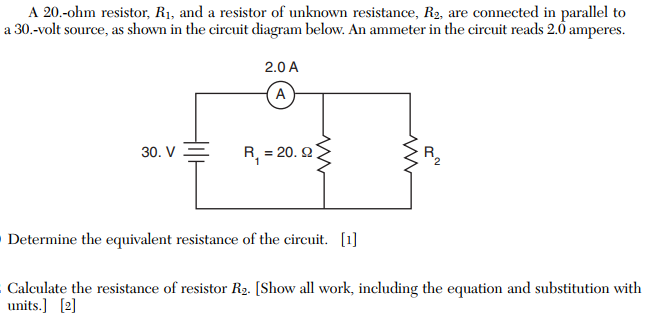 A 20.-ohm resistor, R₁, and a resistor of unknown resistance, R₂, are connected in parallel to
a 30.-volt source, as shown in the circuit diagram below. An ammeter in the circuit reads 2.0 amperes.
2.0 A
A
30. V
R₁ = 20. Ω
R₂
Determine the equivalent resistance of the circuit. [1]
Calculate the resistance of resistor R₂. [Show all work, including the equation and substitution with
units.] [2]